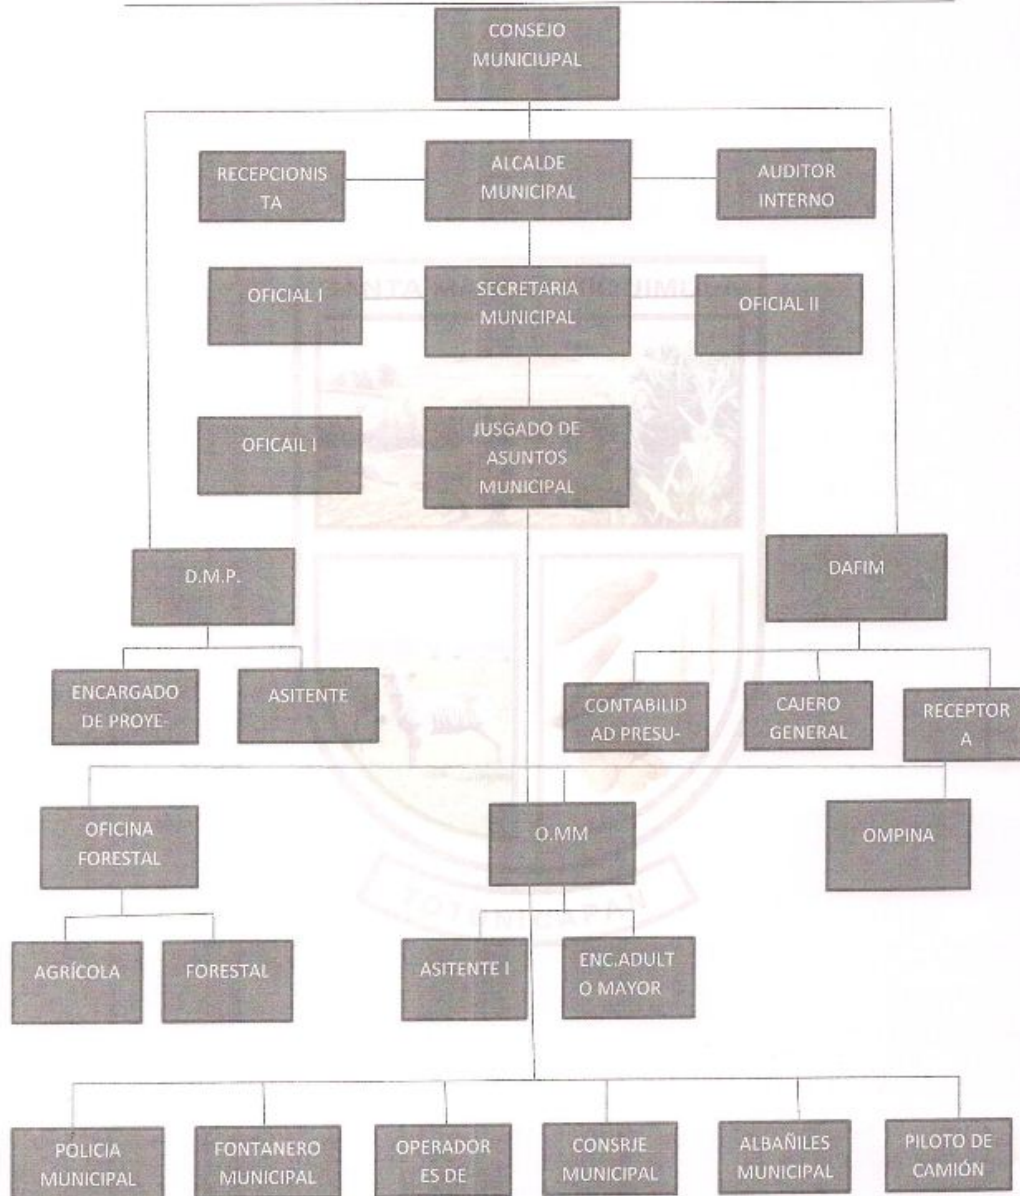 CONSEJO
MUNICIUPAL
RECEPCIONIS
TA
ALCALDE
MUNICIPAL
AUDITOR
INTERNO
OFICIAL I
SECRETARIA
MUNICIPAL
OFICIAL II
OFICAIL I
JUSGADO DE
ASUNTOS
MUNICIPAL
D.M.P.
DAFIM
ENCARGADO
DE PROYE-
ASITENTE
CONTABILID
AD PRESU-
CAJERO
GENERAL
RECEPTOR
A
OFICINA
FORESTAL
O.MM
OMPINA
TOTONICAPAN
AGRÍCOLA
FORESTAL
ASITENTE I
ENC.ADULT
O MAYOR
POLICIA
MUNICIPAL
FONTANERO
MUNICIPAL
OPERADOR
ES DE
CONSRJE
MUNICIPAL
ALBAÑILES
MUNICIPAL
PILOTO DE
CAMIÓN